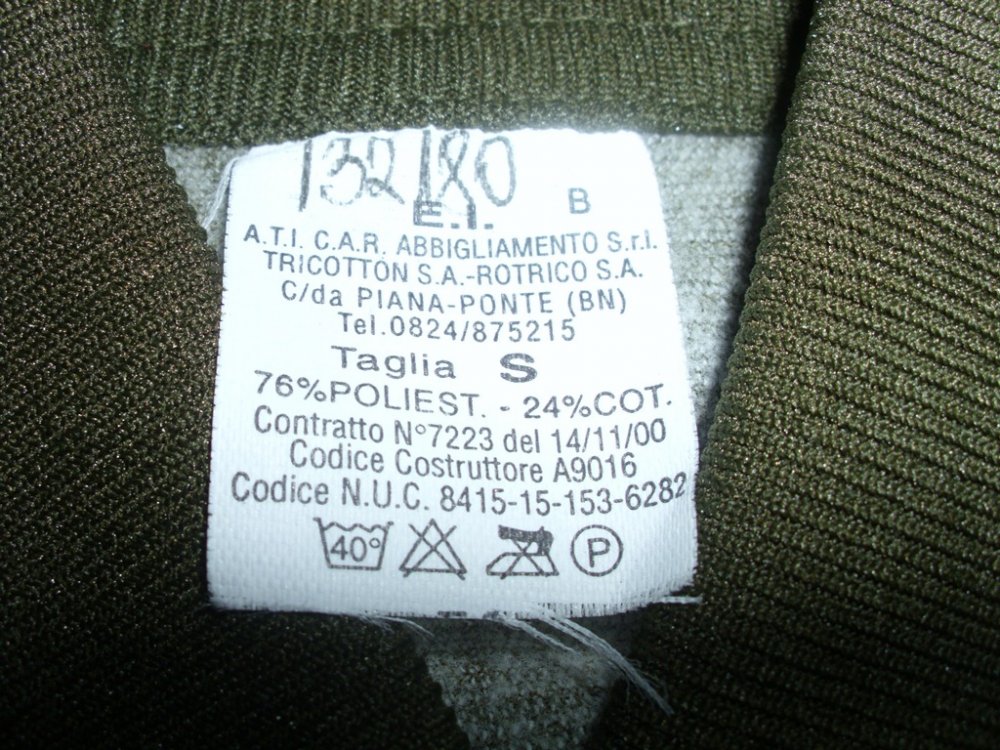 132/180
E.I. B
A.T.I. C.A.R. ABBIGLIAMENTO S.r.l.
TRICOTTON S.A.-ROTRICO S.A.
C/da PIANA-PONTE (BN)
Tel.0824/875215
Taglia S
76%POLIEST. - 24%COT.
Contratto N°7223 del 14/11/00
Codice Costruttore A9016
Codice N.U.C. 8415-15-153-6282
40° P